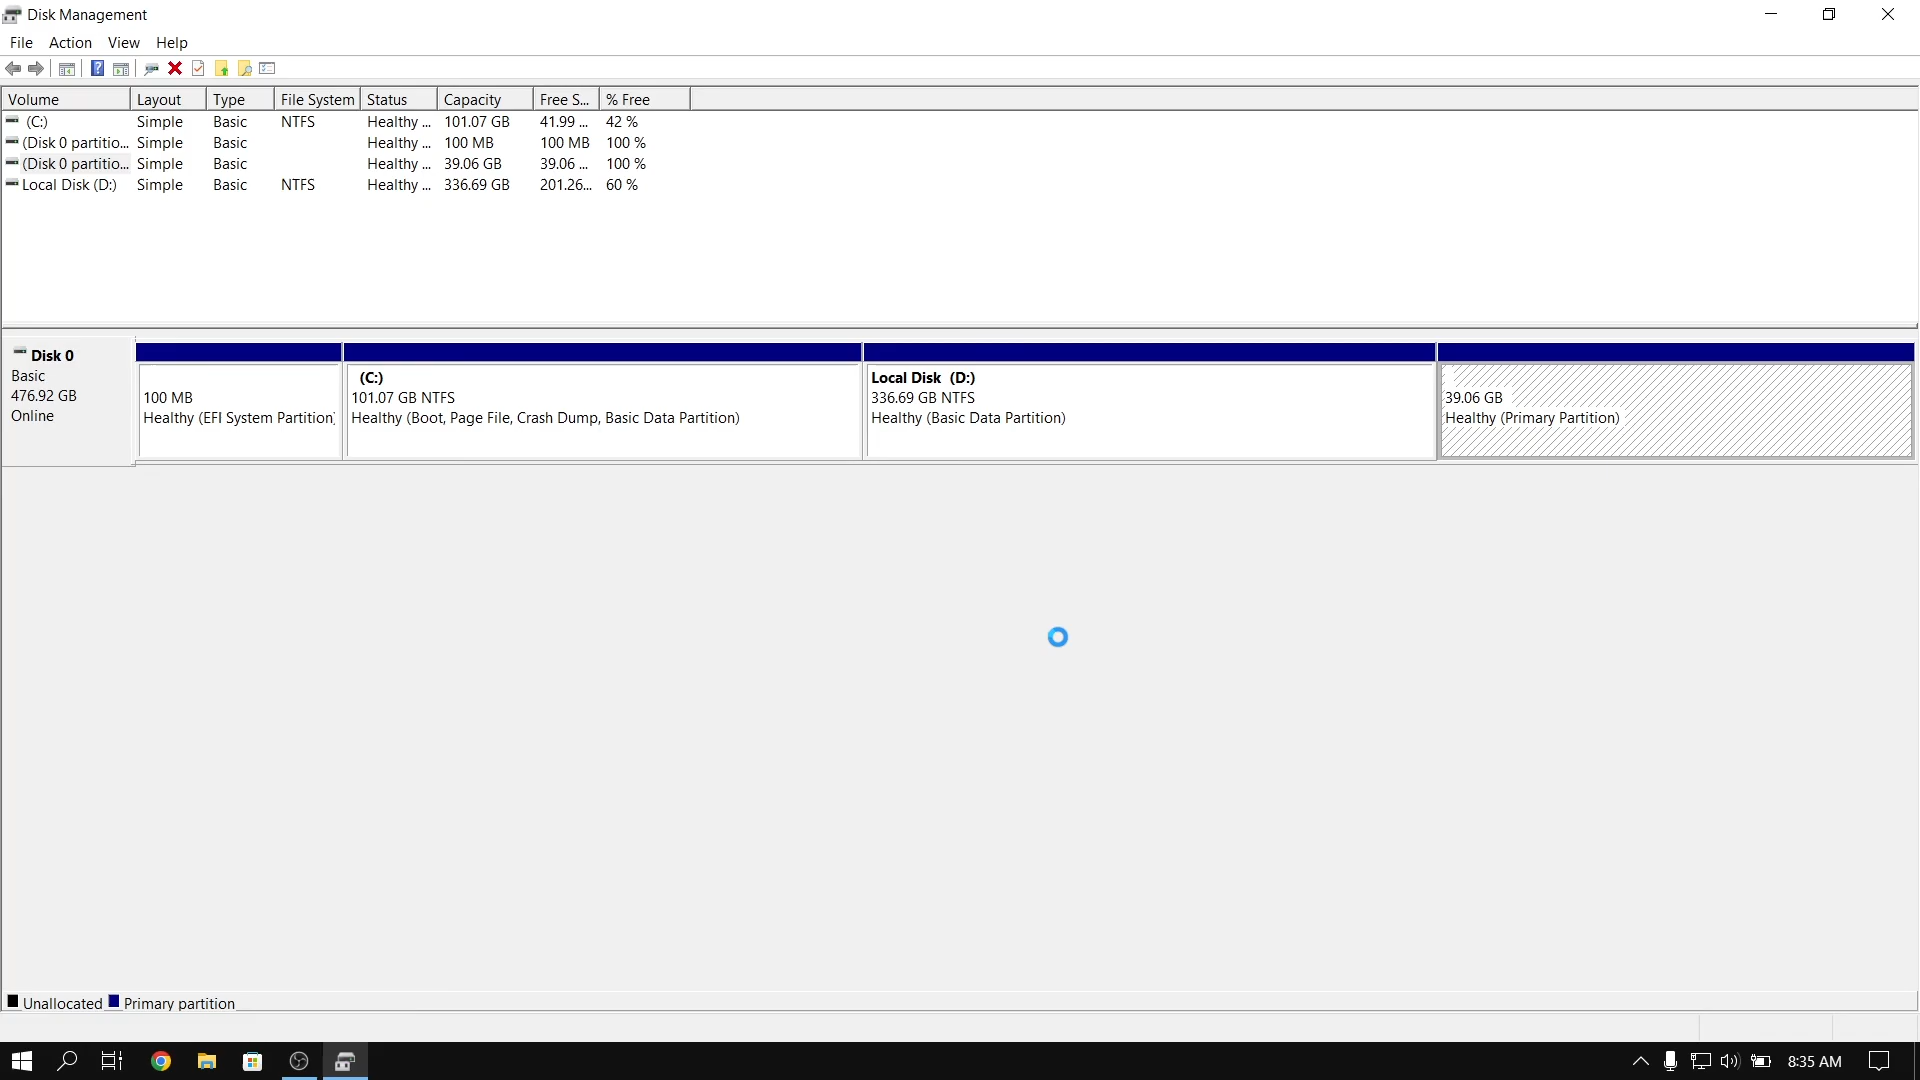 Disk Management
File Action View Help
Volume Layout Type File System Status Capacity Free S... % Free
(C:) Simple Basic NTFS Healthy ... 101.07 GB 41.99 ... 42 %
(Disk 0 partitio... Simple Basic Healthy ... 100 MB 100 MB 100 %
(Disk 0 partitio... Simple Basic Healthy ... 39.06 GB 39.06 ... 100 %
Local Disk (D:) Simple Basic NTFS Healthy ... 336.69 GB 201.26... 60 %
Disk 0
Basic
476.92 GB
Online
100 MB
Healthy (EFI System Partition)
(C:)
101.07 GB NTFS
Healthy (Boot, Page File, Crash Dump, Basic Data Partition)
Local Disk (D:)
336.69 GB NTFS
Healthy (Basic Data Partition)
39.06 GB
Healthy (Primary Partition)
Unallocated Primary partition
8:35 AM